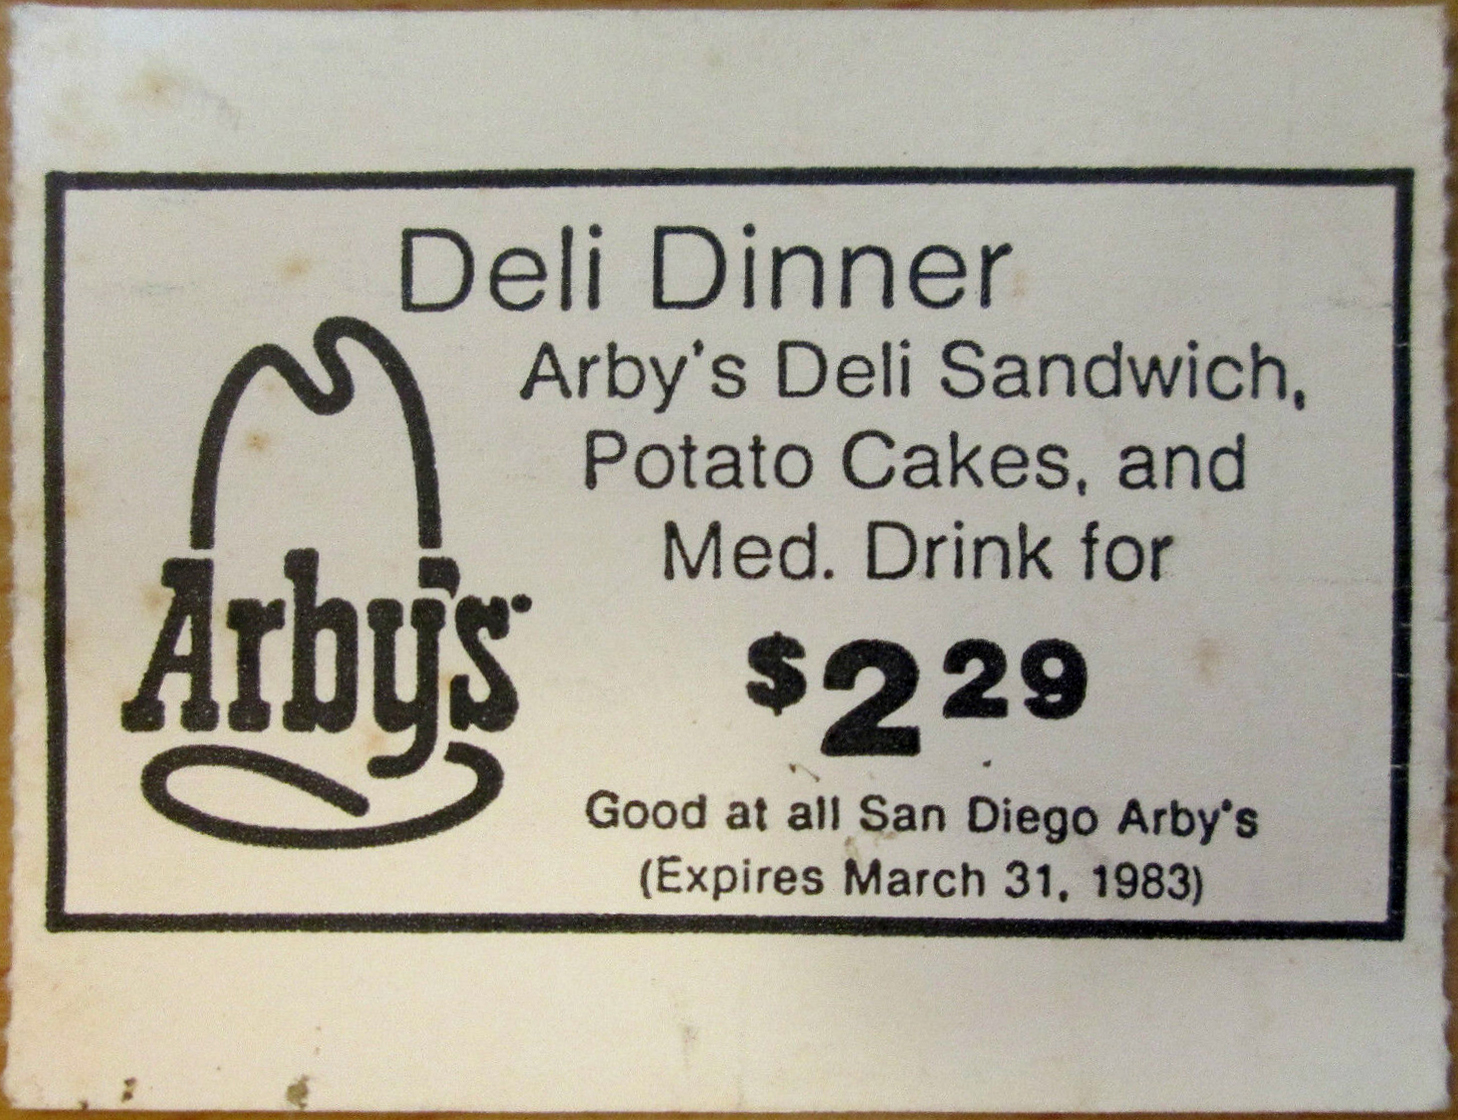 Deli Dinner
Arby's Deli Sandwich,
Potato Cakes, and
Med. Drink for
$2 29
Arby's
Good at all San Diego Arby's
(Expires March 31, 1983)